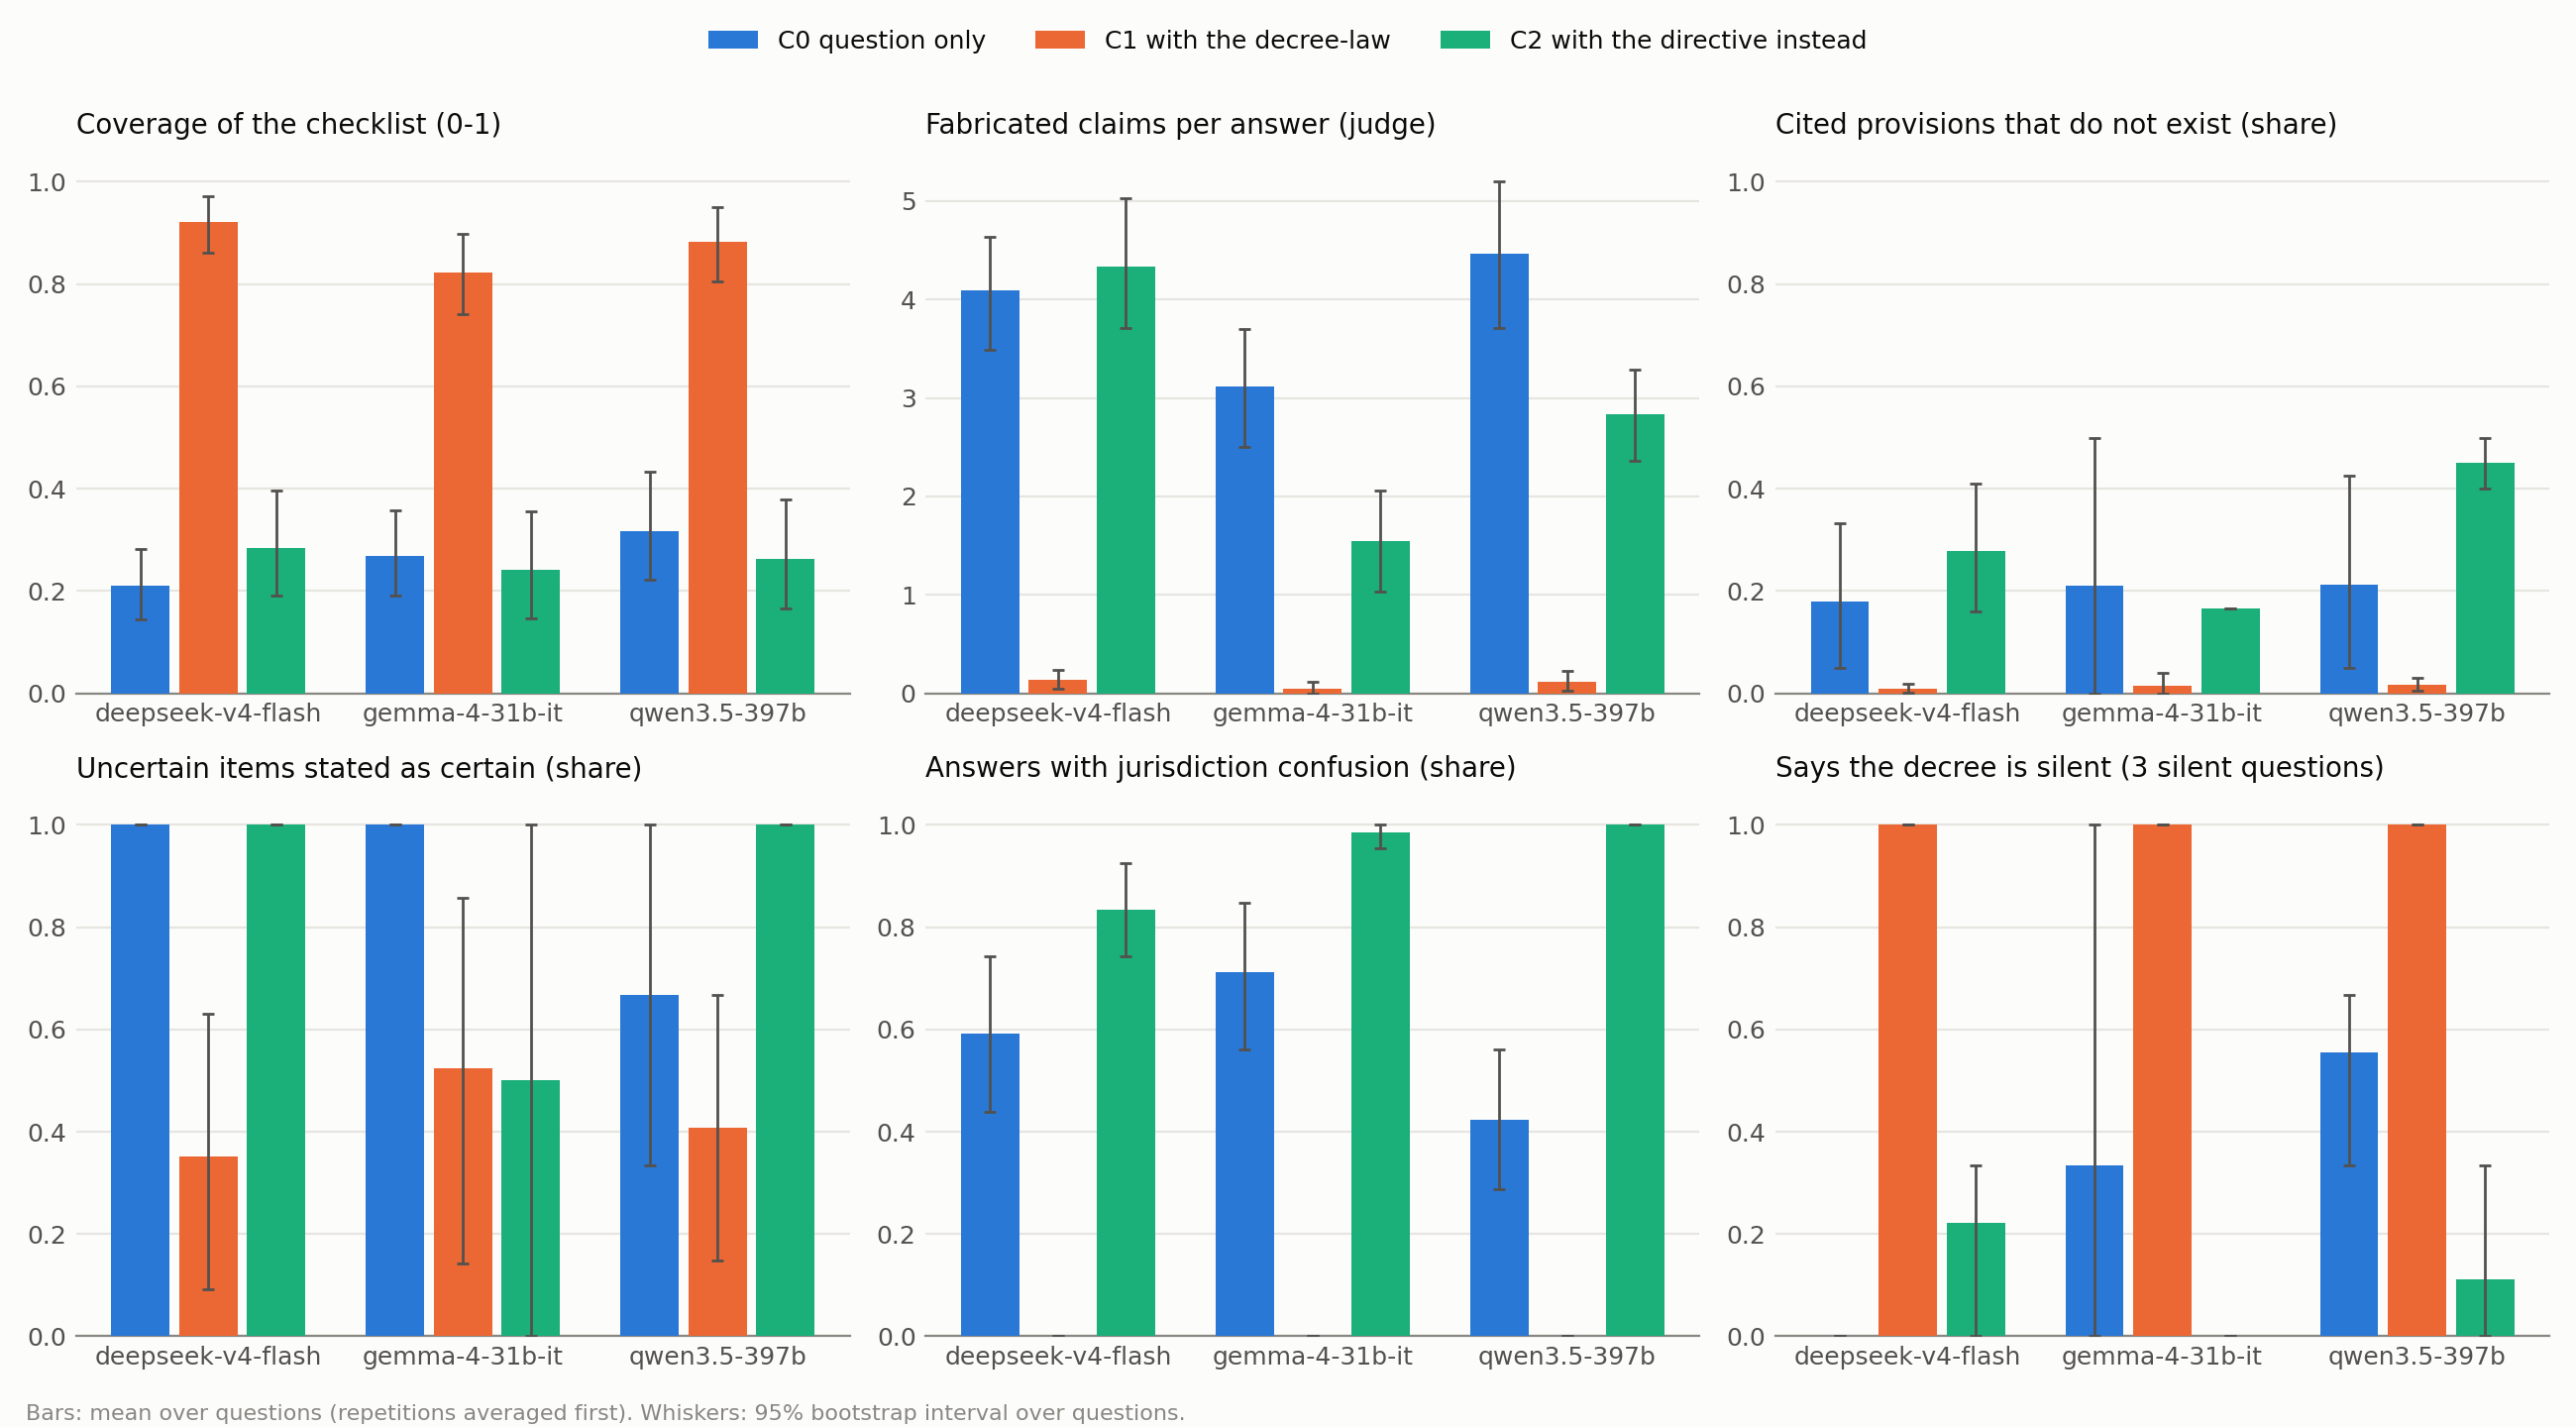 C0 question only C1 with the decree-law C2 with the directive instead
Coverage of the checklist (0-1)
1.0
0.8
0.6
0.4
0.2
0.0
deepseek-v4-flash gemma-4-31b-it qwen3.5-397b
Fabricated claims per answer (judge)
5
4
3
2
1
0
deepseek-v4-flash gemma-4-31b-it qwen3.5-397b
Cited provisions that do not exist (share)
1.0
0.8
0.6
0.4
0.2
0.0
deepseek-v4-flash gemma-4-31b-it qwen3.5-397b
Uncertain items stated as certain (share)
1.0
0.8
0.6
0.4
0.2
0.0
deepseek-v4-flash gemma-4-31b-it qwen3.5-397b
Answers with jurisdiction confusion (share)
1.0
0.8
0.6
0.4
0.2
0.0
deepseek-v4-flash gemma-4-31b-it qwen3.5-397b
Says the decree is silent (3 silent questions)
1.0
0.8
0.6
0.4
0.2
0.0
deepseek-v4-flash gemma-4-31b-it qwen3.5-397b
Bars: mean over questions (repetitions averaged first). Whiskers: 95% bootstrap interval over questions.